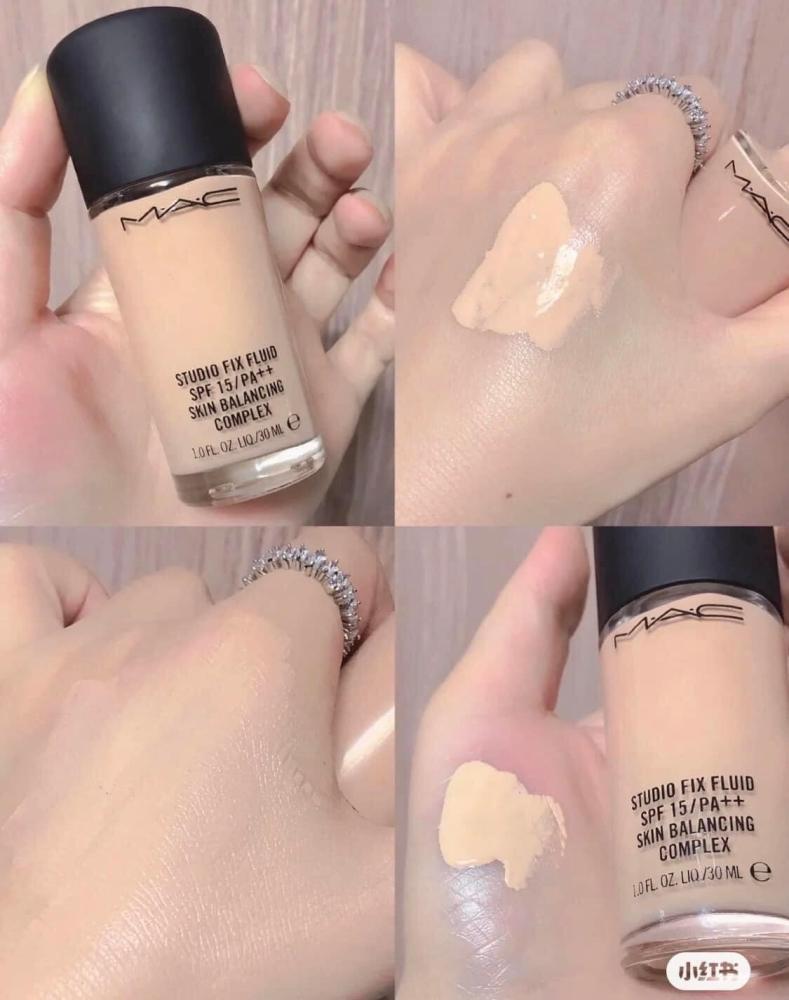 M·A·C
STUDIO FIX FLUID
SPF 15/PA++
SKIN BALANCING
COMPLEX
1.0 FL. OZ. LIQ./30 ML ℮
MAC
M·A·C
STUDIO FIX FLUID
SPF 15/PA++
SKIN BALANCING
COMPLEX
1.0 FL. OZ. LIQ./30 ML ℮
小红书